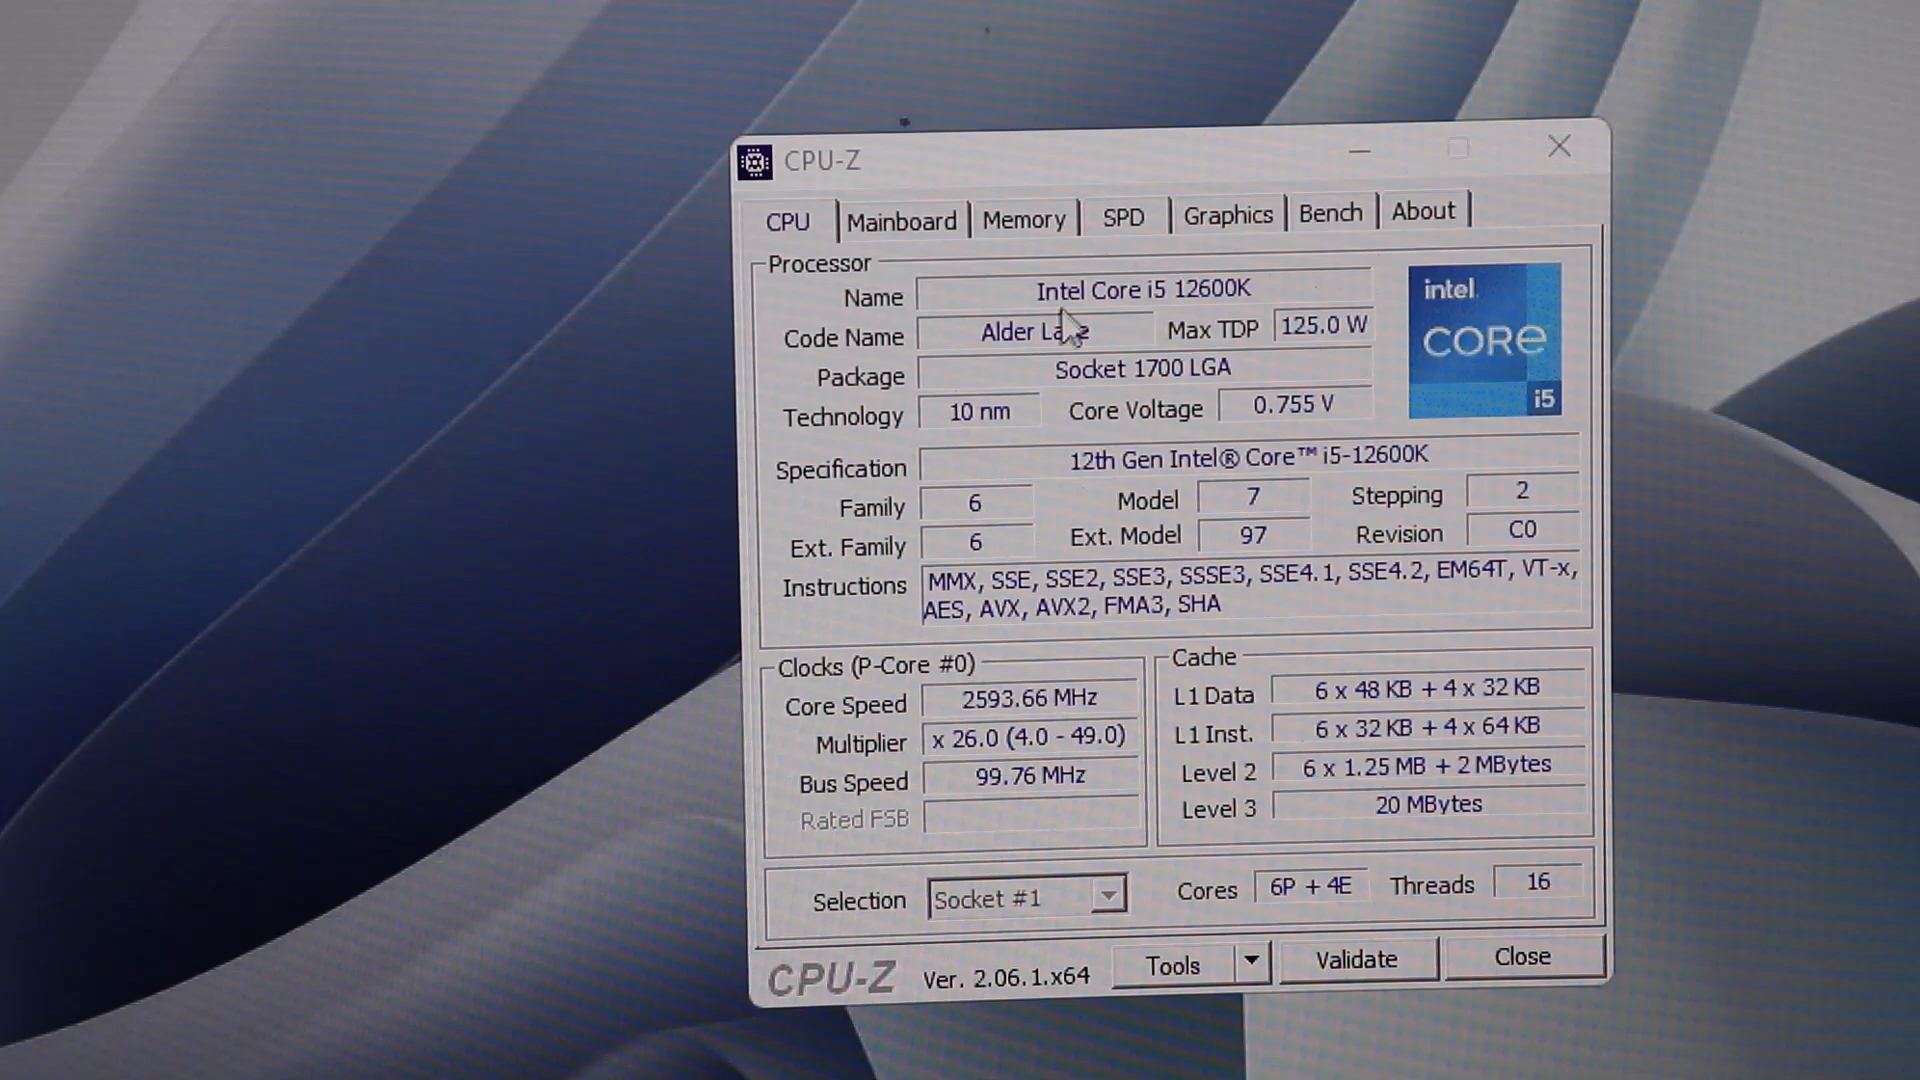 CPU-Z
CPU Mainboard Memory SPD Graphics Bench About
Processor
Name Intel Core i5 12600K
Code Name Alder Max TDP 125.0 W
Package Socket 1700 LGA
Technology 10 nm Core Voltage 0.755 V
intel
CORe
i5
Specification 12th Gen Intel® Core™ i5-12600K
Family 6 Model 7 Stepping 2
Ext. Family 6 Ext. Model 97 Revision C0
Instructions MMX, SSE, SSE2, SSE3, SSSE3, SSE4.1, SSE4.2, EM64T, VT-x,
AES, AVX, AVX2, FMA3, SHA
Clocks (P-Core #0)
Core Speed 2593.66 MHz
Multiplier x 26.0 (4.0 - 49.0)
Bus Speed 99.76 MHz
Rated FSB
Cache
L1 Data 6 x 48 KB + 4 x 32 KB
L1 Inst. 6 x 32 KB + 4 x 64 KB
Level 2 6 x 1.25 MB + 2 MBytes
Level 3 20 MBytes
Selection Socket #1 Cores 6P + 4E Threads 16
CPU-Z Ver. 2.06.1.x64 Tools Validate Close